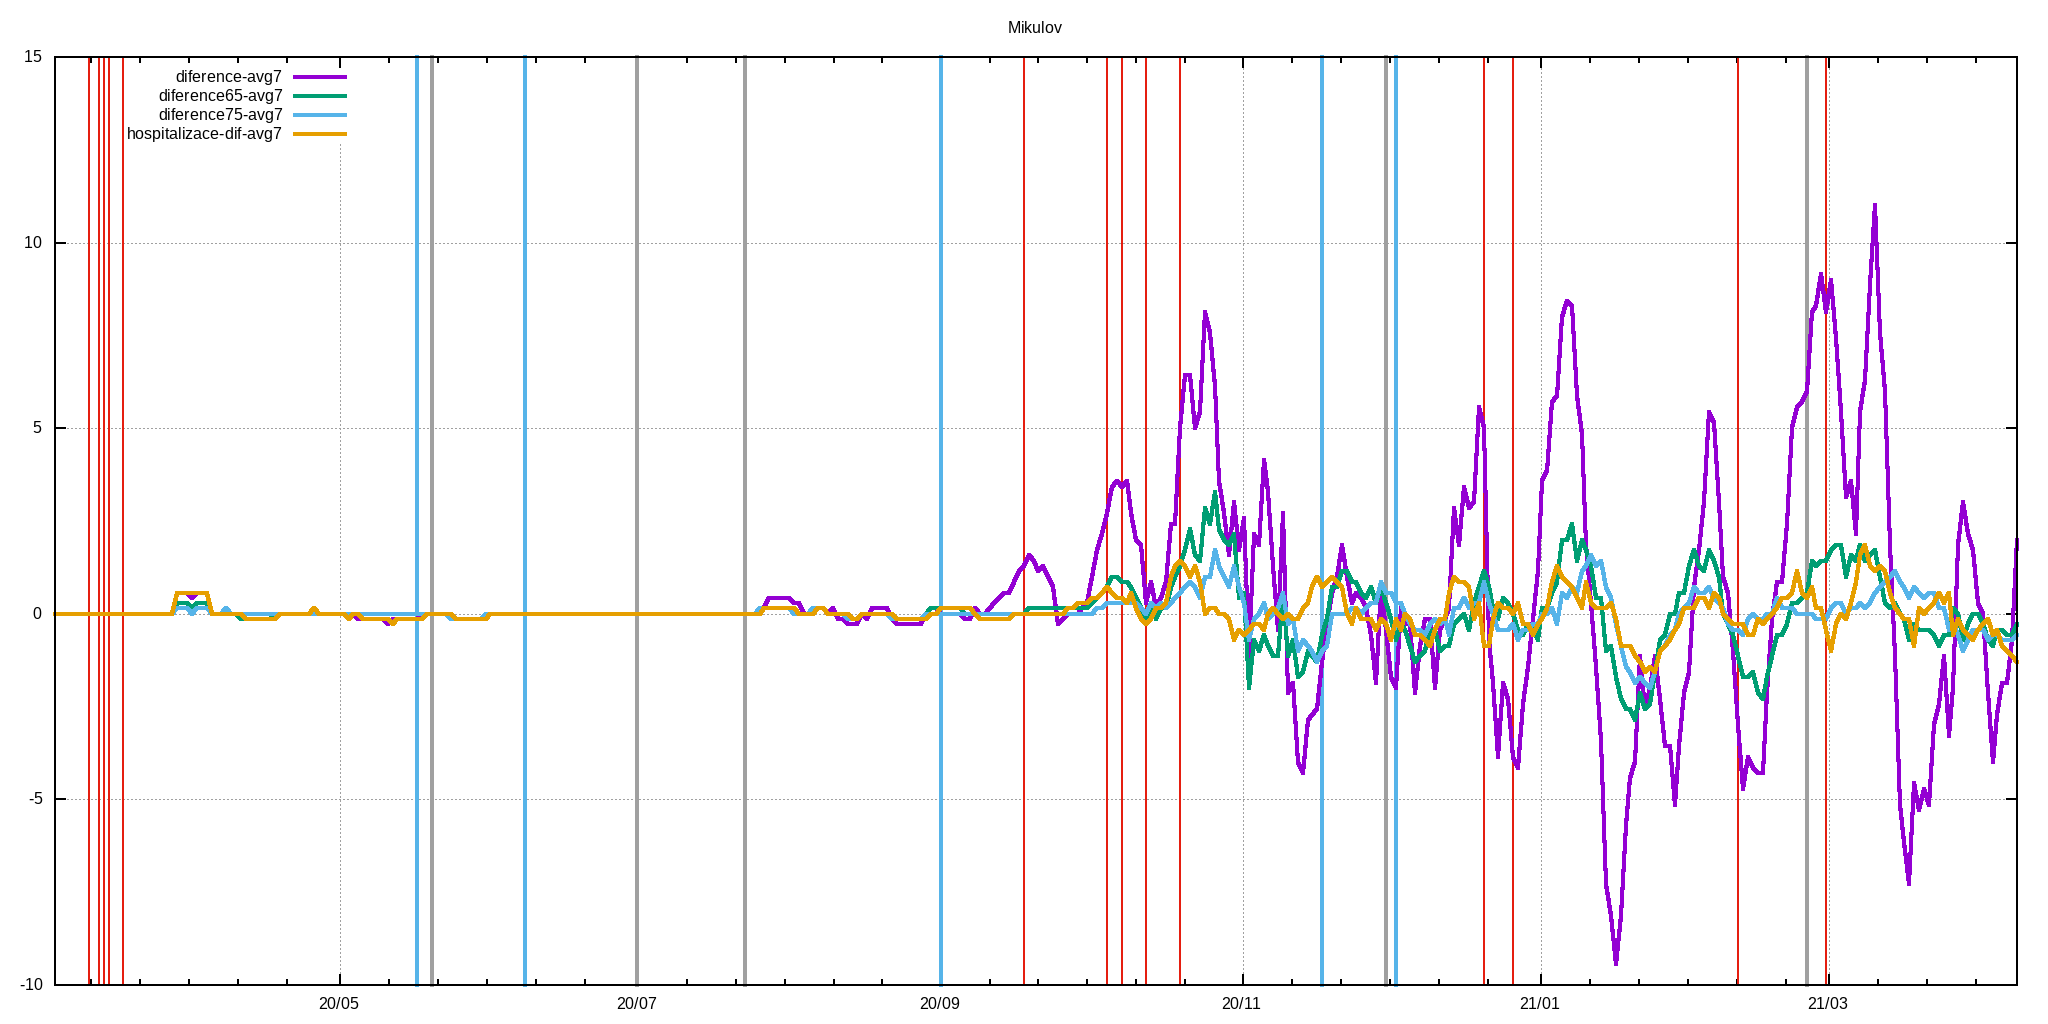 Mikulov
15
diference-avg7
diference65-avg7
diference75-avg7
hospitalizace-dif-avg7
10
5
0
-5
-10
20/05 20/07 20/09 20/11 21/01 21/03